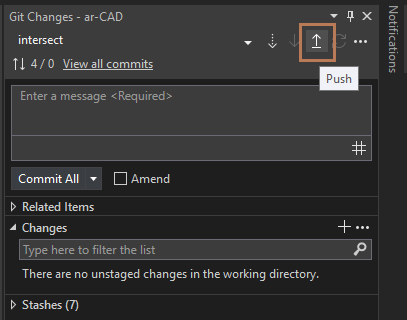 Git Changes - ar-CAD
intersect
4 / 0 View all commits
Push
Enter a message <Required>
Commit All
Amend
Related Items
Changes
Type here to filter the list
There are no unstaged changes in the working directory.
Stashes (7)
Notifications